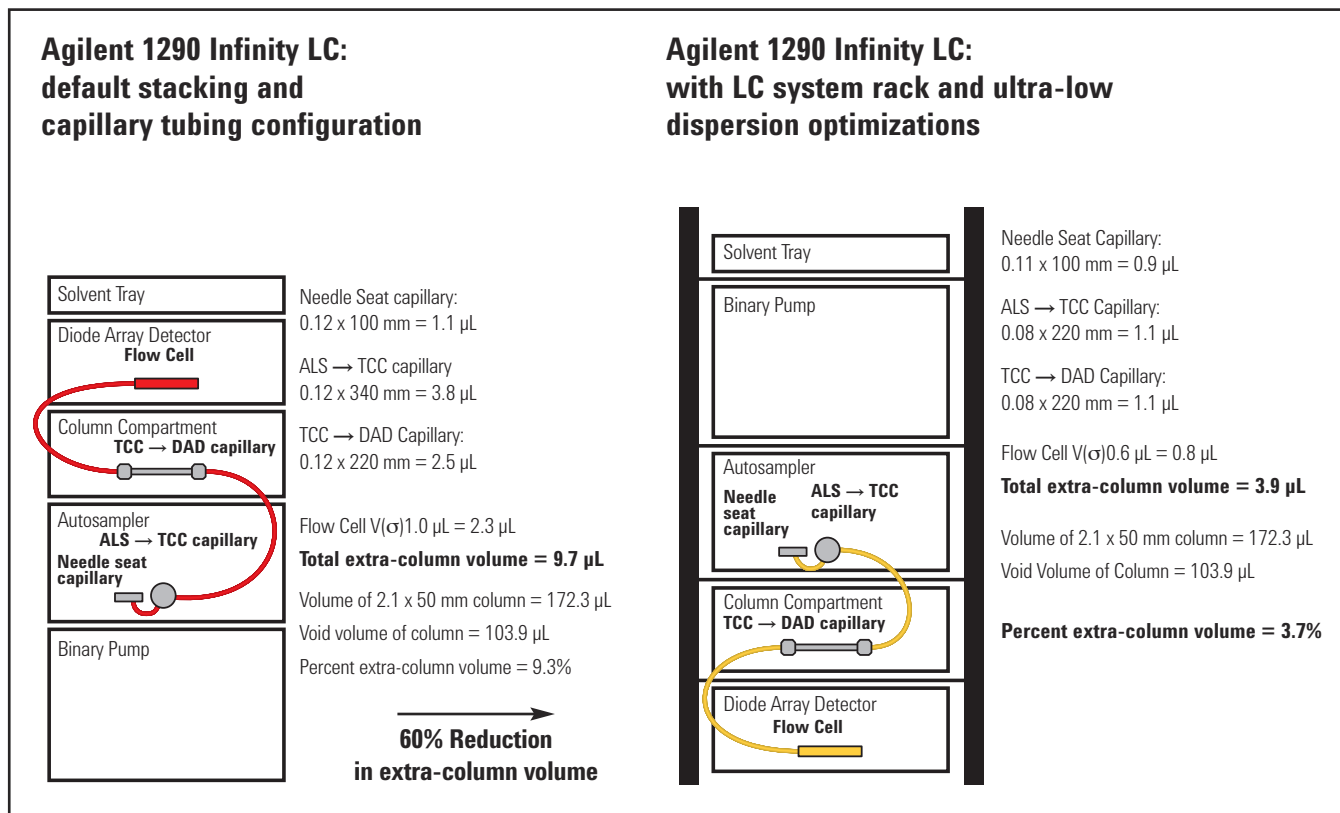 Agilent 1290 Infinity LC:
default stacking and
capillary tubing configuration
Solvent Tray
Diode Array Detector
Flow Cell
Column Compartment
TCC → DAD capillary
Autosampler
ALS → TCC capillary
Needle seat
capillary
Binary Pump
Needle Seat capillary:
0.12 x 100 mm = 1.1 µL
ALS → TCC capillary
0.12 x 340 mm = 3.8 µL
TCC → DAD Capillary:
0.12 x 220 mm = 2.5 µL
Flow Cell V(σ)1.0 µL = 2.3 µL
Total extra-column volume = 9.7 µL
Volume of 2.1 x 50 mm column = 172.3 µL
Void volume of column = 103.9 µL
Percent extra-column volume = 9.3%
60% Reduction
in extra-column volume
Agilent 1290 Infinity LC:
with LC system rack and ultra-low
dispersion optimizations
Solvent Tray
Binary Pump
Autosampler
Needle
seat
capillary
ALS → TCC
capillary
Column Compartment
TCC → DAD capillary
Diode Array Detector
Flow Cell
Needle Seat Capillary:
0.11 x 100 mm = 0.9 µL
ALS → TCC Capillary:
0.08 x 220 mm = 1.1 µL
TCC → DAD Capillary:
0.08 x 220 mm = 1.1 µL
Flow Cell V(σ)0.6 µL = 0.8 µL
Total extra-column volume = 3.9 µL
Volume of 2.1 x 50 mm column = 172.3 µL
Void Volume of Column = 103.9 µL
Percent extra-column volume = 3.7%